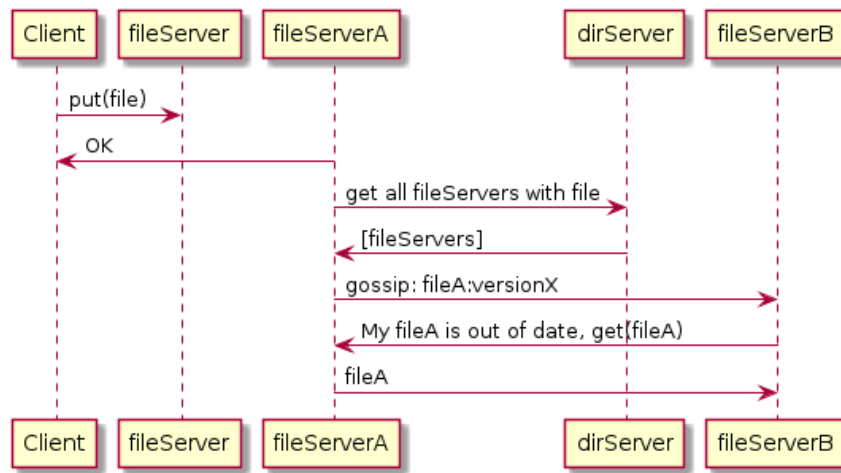 Client fileServer fileServerA dirServer fileServerB
put(file)
OK
get all fileServers with file
[fileServers]
gossip: fileA:versionX
My fileA is out of date, get(fileA)
fileA
Client fileServer fileServerA dirServer fileServerB